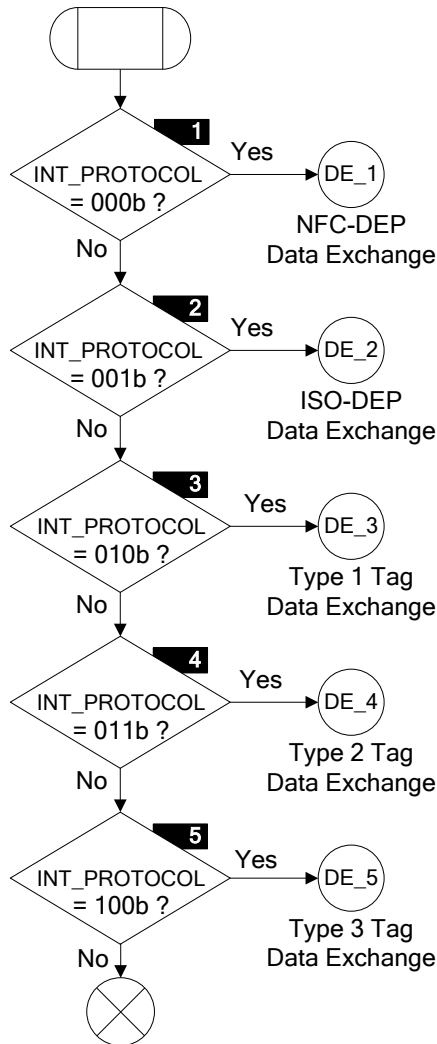 1
INT_PROTOCOL
= 000b ?
Yes
DE_1
NFC-DEP
Data Exchange
No
2
INT_PROTOCOL
= 001b ?
Yes
DE_2
ISO-DEP
Data Exchange
No
3
INT_PROTOCOL
= 010b ?
Yes
DE_3
Type 1 Tag
Data Exchange
No
4
INT_PROTOCOL
= 011b ?
Yes
DE_4
Type 2 Tag
Data Exchange
No
5
INT_PROTOCOL
= 100b ?
Yes
DE_5
Type 3 Tag
Data Exchange
No